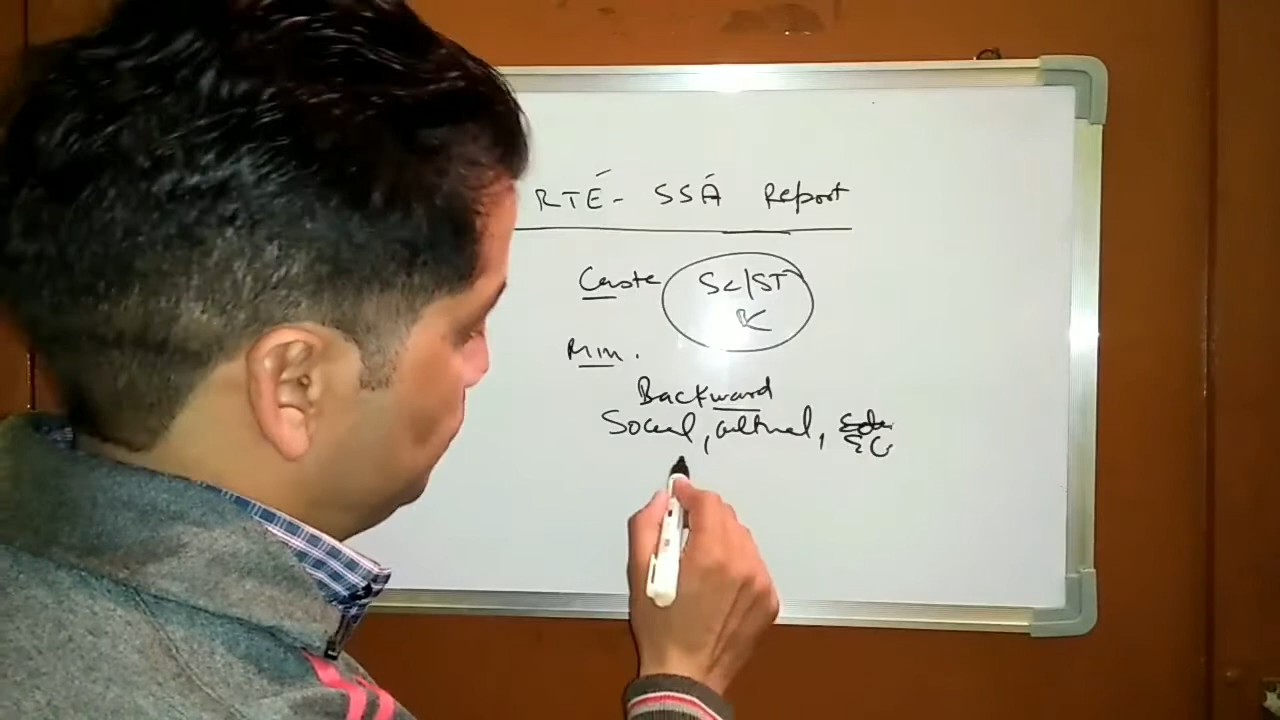 RTE - SSA Report
Caste SC/ST
Min.
Backward
Social, cultural,